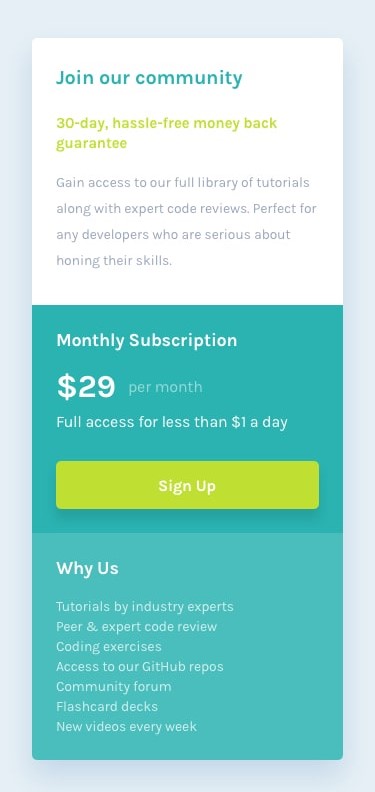 Join our community
30-day, hassle-free money back
guarantee
Gain access to our full library of tutorials
along with expert code reviews. Perfect for
any developers who are serious about
honing their skills.
Monthly Subscription
$29 per month
Full access for less than $1 a day
Sign Up
Why Us
Tutorials by industry experts
Peer & expert code review
Coding exercises
Access to our GitHub repos
Community forum
Flashcard decks
New videos every week